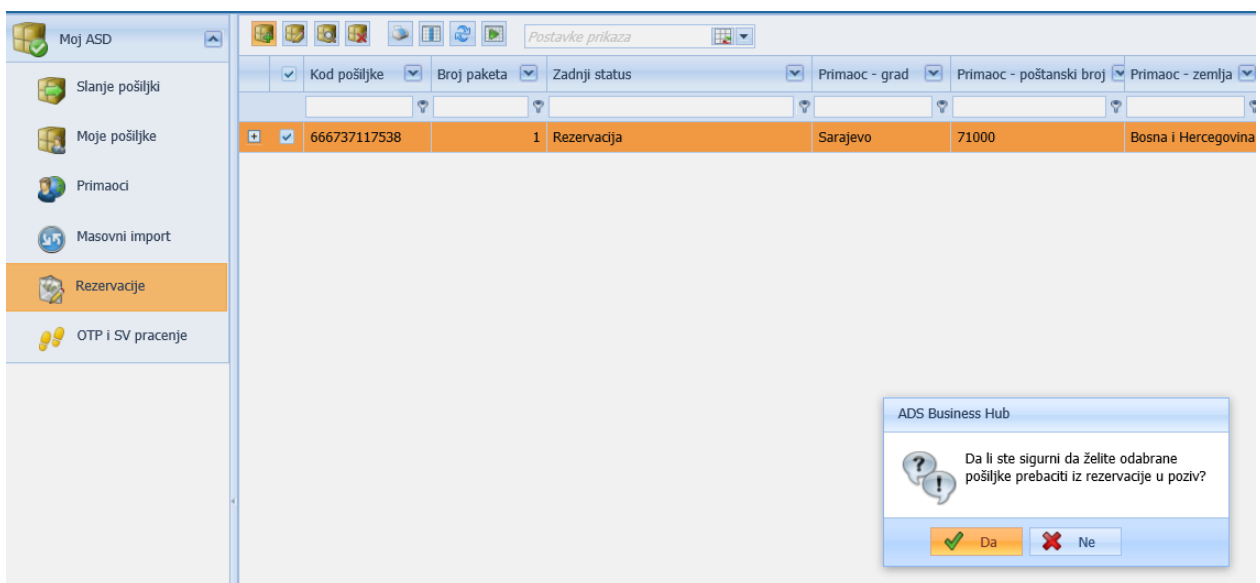 Moj ASD
Slanje pošiljki
Moje pošiljke
Primaoci
Masovni import
Rezervacije
OTP i SV pracenje
Postavke prikaza
Kod pošiljke Broj paketa Zadnji status Primaoc - grad Primaoc - poštanski broj Primaoc - zemlja
666737117538 1 Rezervacija Sarajevo 71000 Bosna i Hercegovina
ADS Business Hub
Da li ste sigurni da želite odabrane
pošiljke prebaciti iz rezervacije u poziv?
Da Ne